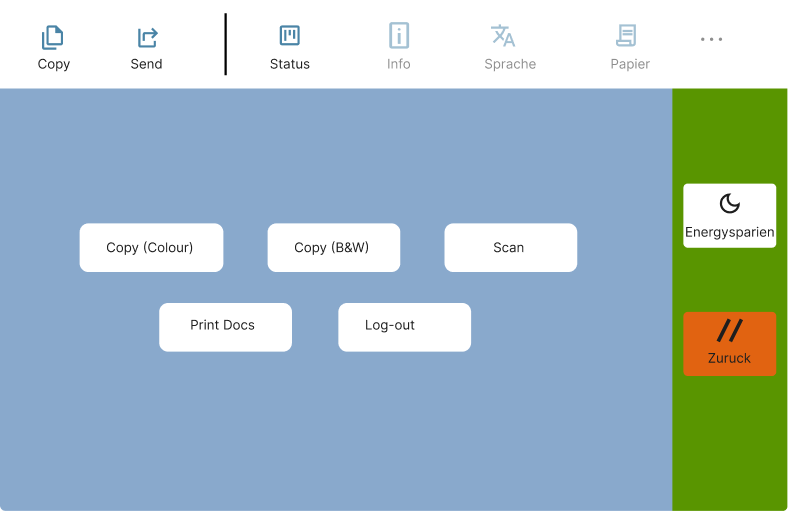 Copy
Send
Status
Info
Sprache
Papier
Copy (Colour)
Copy (B&W)
Scan
Print Docs
Log-out
Energysparien
Zuruck